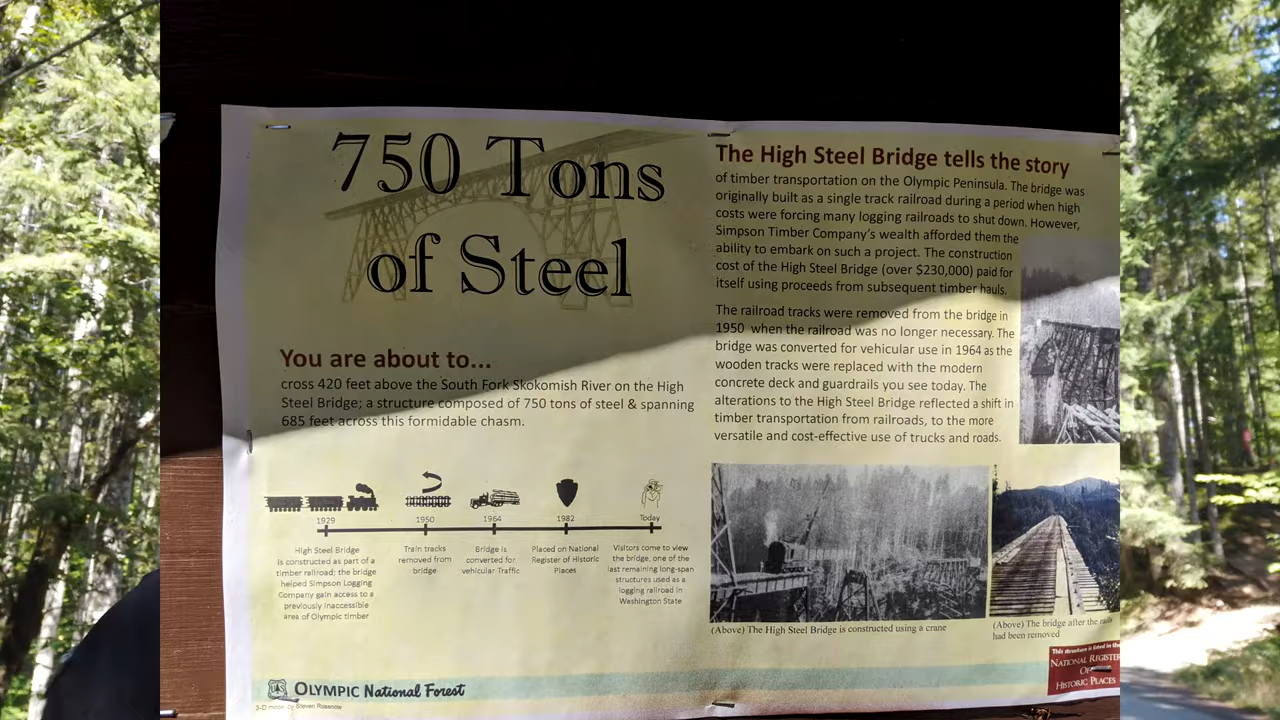 750 Tons
of Steel
You are about to...
cross 420 feet above the South Fork Skokomish River on the High
Steel Bridge; a structure composed of 750 tons of steel & spanning
685 feet across this formidable chasm.
1929
High Steel Bridge
is constructed as part of a
timber railroad; the bridge
helped Simpson Logging
Company gain access to a
previously inaccessible
area of Olympic timber
1950
Train tracks
removed from
bridge
1964
Bridge is
converted for
vehicular Traffic
1982
Placed on National
Register of Historic
Places
Today
Visitors come to view
the bridge, one of the
last remaining long-span
structures used as a
logging railroad in
Washington State
OLYMPIC National Forest
3-D model by Steven Rosenow
The High Steel Bridge tells the story
of timber transportation on the Olympic Peninsula. The bridge was
originally built as a single track railroad during a period when high
costs were forcing many logging railroads to shut down. However,
Simpson Timber Company's wealth afforded them the
ability to embark on such a project. The construction
cost of the High Steel Bridge (over $230,000) paid for
itself using proceeds from subsequent timber hauls.
The railroad tracks were removed from the bridge in
1950 when the railroad was no longer necessary. The
bridge was converted for vehicular use in 1964 as the
wooden tracks were replaced with the modern
concrete deck and guardrails you see today. The
alterations to the High Steel Bridge reflected a shift in
timber transportation from railroads, to the more
versatile and cost-effective use of trucks and roads.
(Above) The High Steel Bridge is constructed using a crane
(Above) The bridge after the rails
had been removed
This structure is listed in the
NATIONAL REGISTER
OF
HISTORIC PLACES